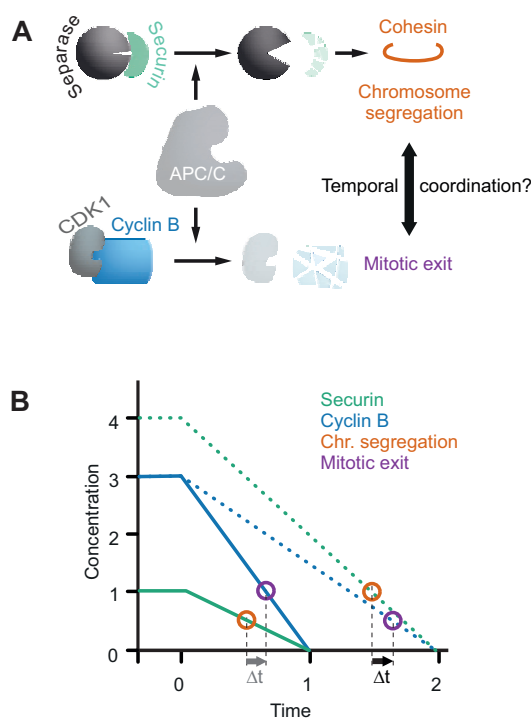 A
Separase
Securin
Cohesin
Chromosome
segregation
APC/C
Temporal coordination?
CDK1
Cyclin B
Mitotic exit
B
Securin
Cyclin B
Chr. segregation
Mitotic exit
Concentration
4
3
2
1
0
Δt
Δt
0
1
2
Time